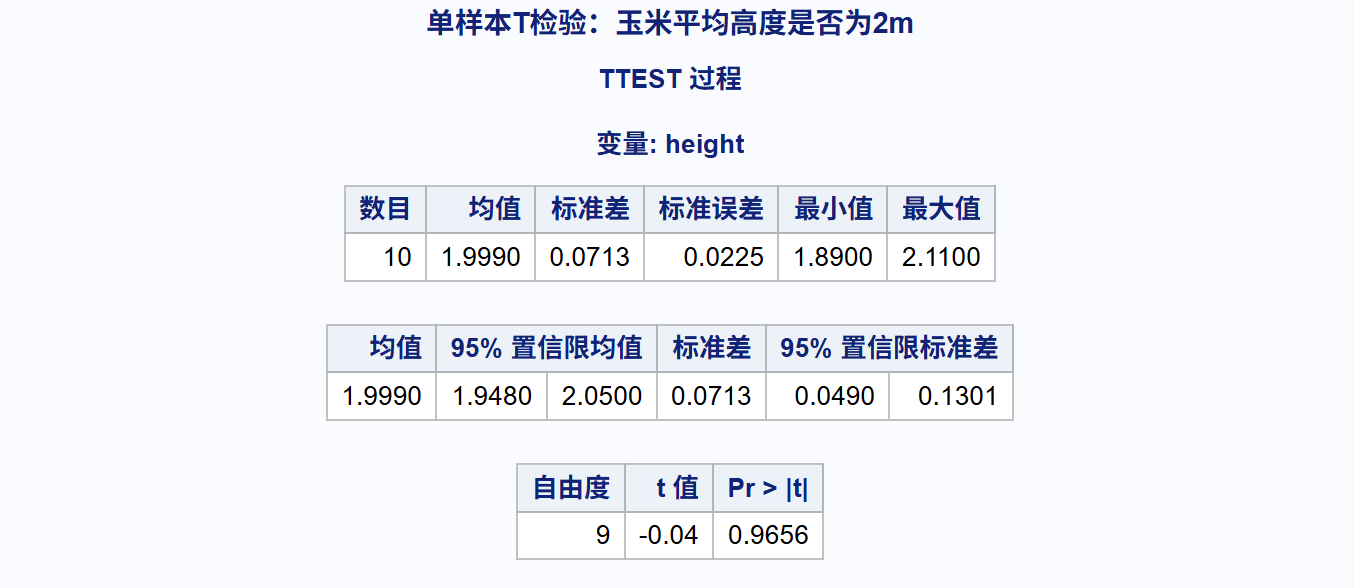 单样本T检验：玉米平均高度是否为2m
TTEST 过程
变量: height
数目 均值 标准差 标准误差 最小值 最大值
10 1.9990 0.0713 0.0225 1.8900 2.1100
均值 95% 置信限均值 标准差 95% 置信限标准差
1.9990 1.9480 2.0500 0.0713 0.0490 0.1301
自由度 t 值 Pr > |t|
9 -0.04 0.9656